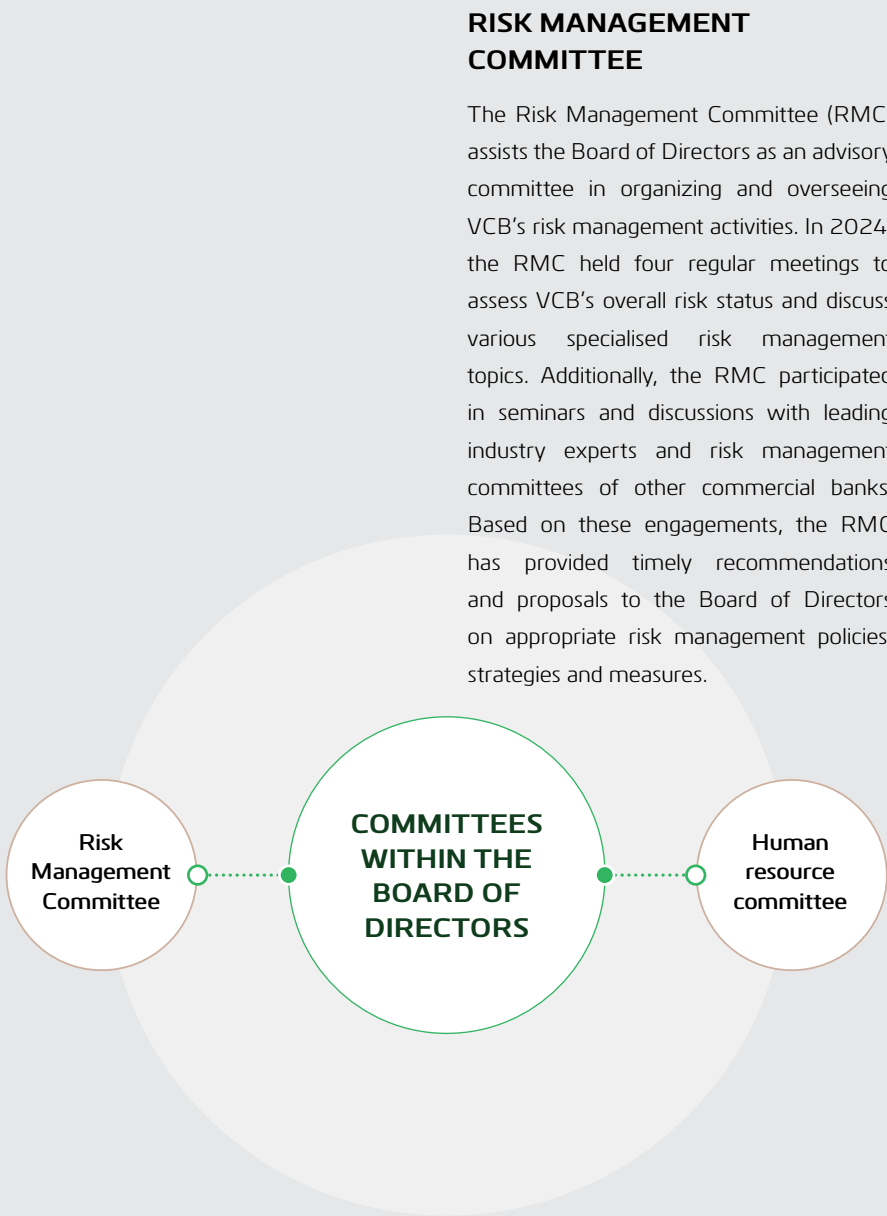 RISK MANAGEMENT
COMMITTEE
The Risk Management Committee (RMC
assists the Board of Directors as an advisory
committee in organizing and overseeing
VCB's risk management activities. In 2024
the RMC held four regular meetings to
assess VCB's overall risk status and discuss
various specialised risk management
topics. Additionally, the RMC participated
in seminars and discussions with leading
industry experts and risk management
committees of other commercial banks
Based on these engagements, the RMC
has provided timely recommendations
and proposals to the Board of Directors
on appropriate risk management policies
strategies and measures.
Risk
Management
Committee
COMMITTEES
WITHIN THE
BOARD OF
DIRECTORS
Human
resource
committee